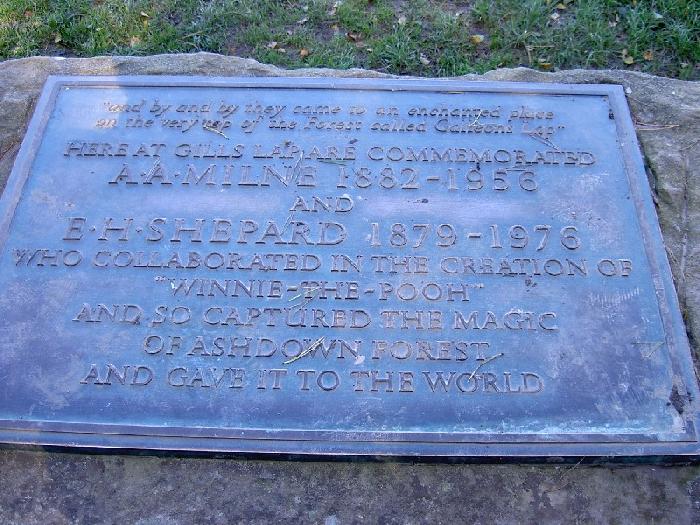 "and by and by they came to an enchanted place
on the very top of the Forest called Galleons Lap"
HERE AT GILLS LAP ARE COMMEMORATED
A·A·MILNE 1882-1956
AND
E·H·SHEPARD 1879-1976
WHO COLLABORATED IN THE CREATION OF
"WINNIE-THE-POOH"
AND SO CAPTURED THE MAGIC
OF ASHDOWN FOREST
AND GAVE IT TO THE WORLD